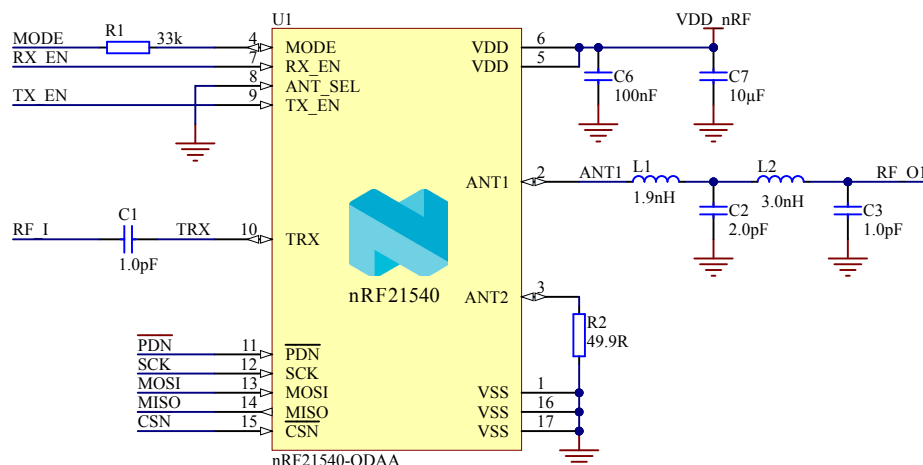 U1
VDD_nRF
MODE R1 33k 4 MODE VDD 6
RX_EN 7 RX_EN VDD 5
8 ANT_SEL
TX_EN 9 TX_EN
C6
100nF
C7
10µF
ANT1 2 ANT1 L1 L2 RF_O1
1.9nH 3.0nH
C2
2.0pF
C3
1.0pF
RF_I C1 TRX 10 TRX
1.0pF
nRF21540
ANT2 3
R2
49.9R
PDN 11 PDN
SCK 12 SCK
MOSI 13 MOSI VSS 1
MISO 14 MISO VSS 16
CSN 15 CSN VSS 17
nRF21540-QDAA